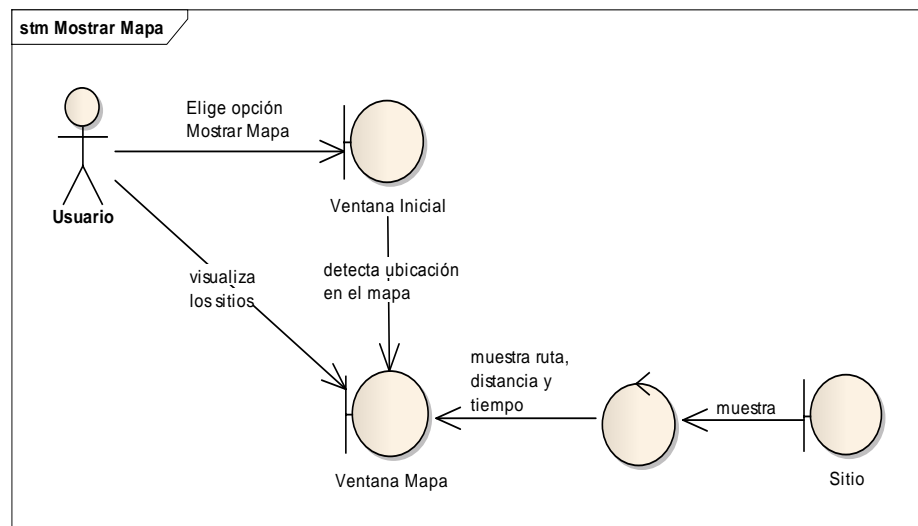 stm Mostrar Mapa
Elige opción
Mostrar Mapa
Usuario
Ventana Inicial
visualiza
los sitios
detecta ubicación
en el mapa
muestra ruta,
distancia y
tiempo
muestra
Ventana Mapa
Sitio